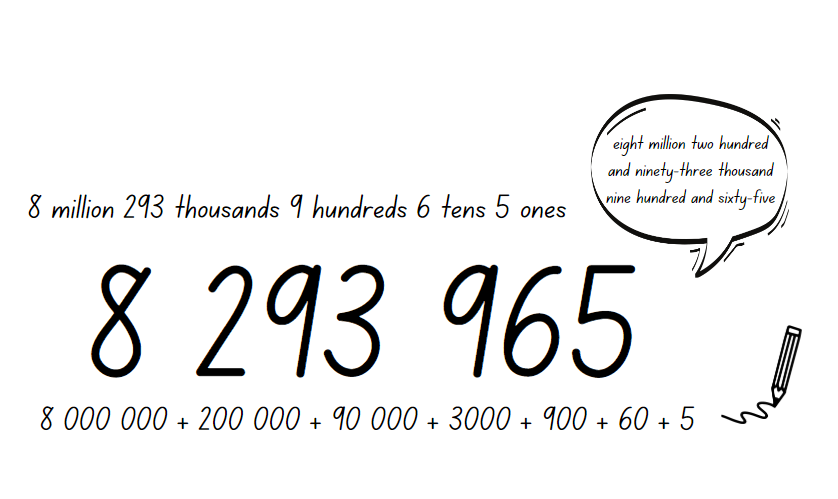 eight million two hundred
and ninety-three thousand
nine hundred and sixty-five
8 million 293 thousands 9 hundreds 6 tens 5 ones
8 293 965
8 000 000 + 200 000 + 90 000 + 3000 + 900 + 60 + 5